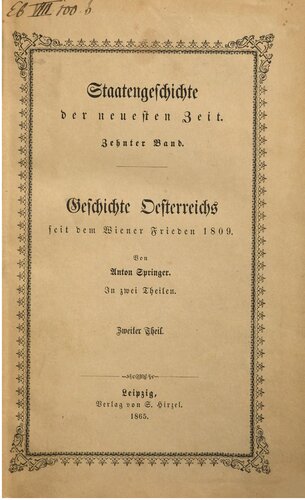 Eb VIII 100 b
Staatengeschichte
der neuesten Zeit.
Zehnter Band.
Geschichte Oesterreichs
seit dem Wiener Frieden 1809.
Von
Anton Springer.
In zwei Theilen.
Zweiter Theil.
Leipzig,
Verlag von S. Hirzel.
1865.